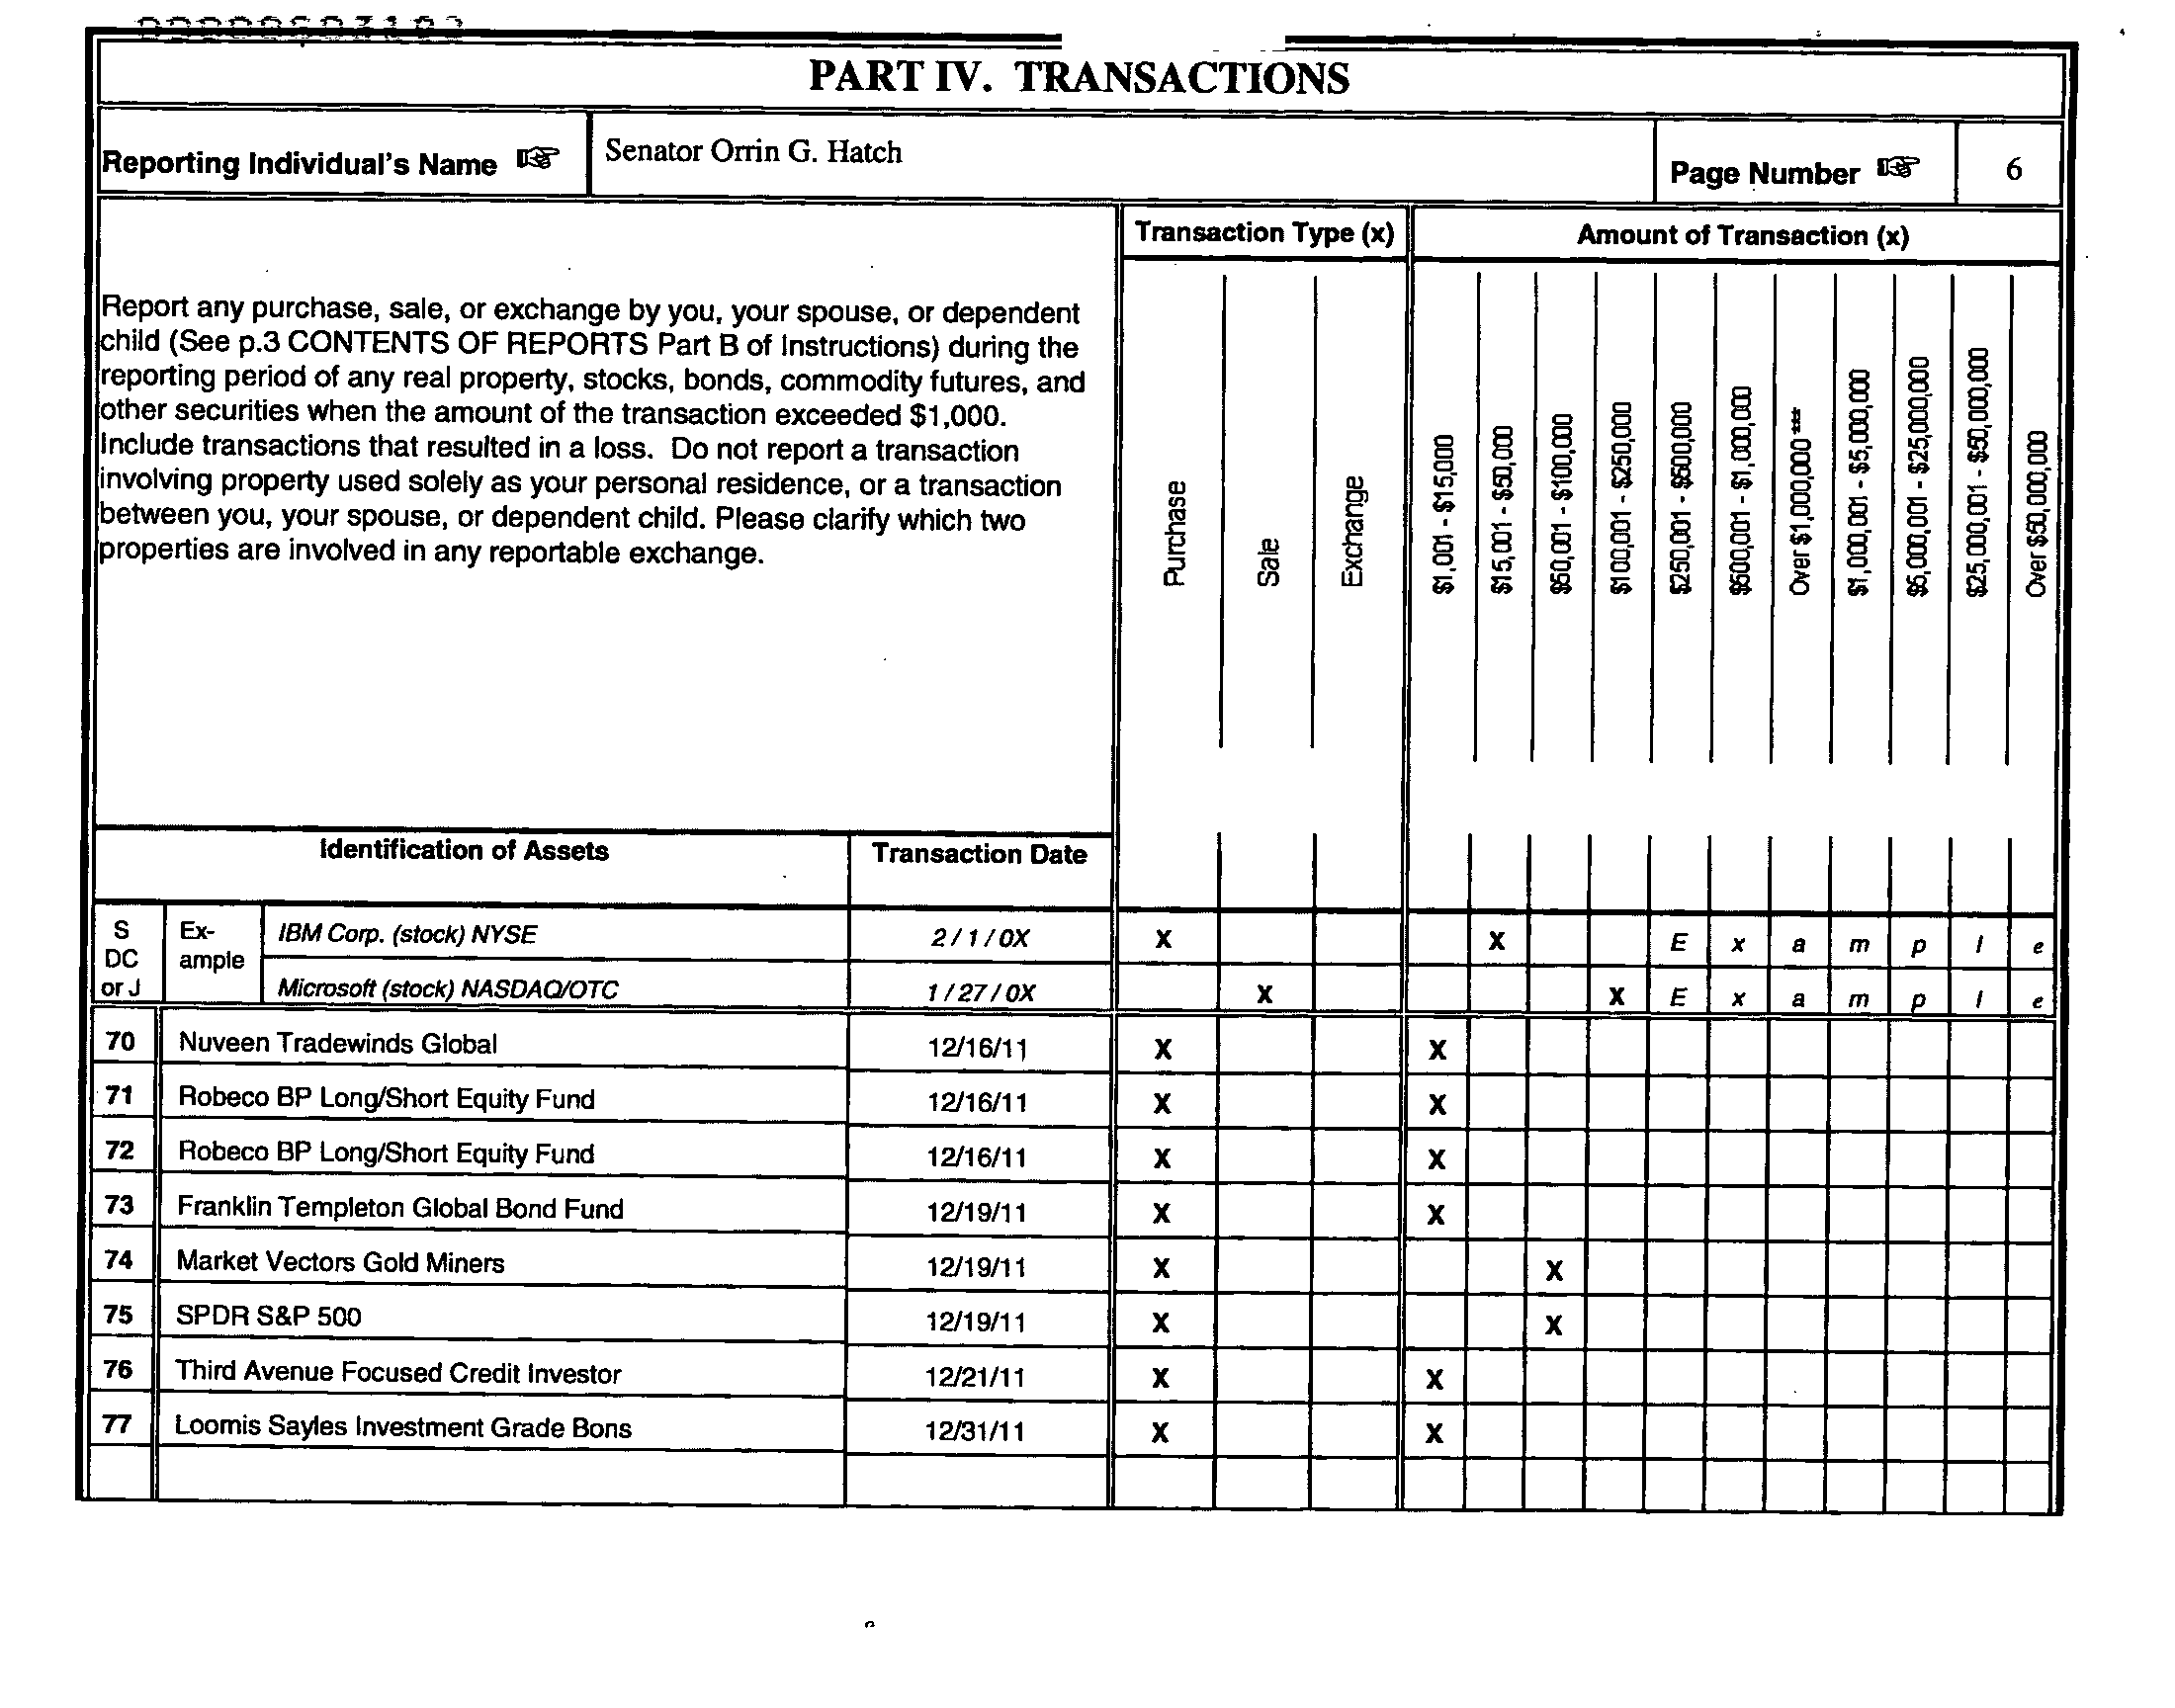 PART IV. TRANSACTIONS
Reporting Individual's Name
Senator Orrin G. Hatch
Page Number
6
Report any purchase, sale, or exchange by you, your spouse, or dependent
child (See p.3 CONTENTS OF REPORTS Part B of Instructions) during the
reporting period of any real property, stocks, bonds, commodity futures, and
other securities when the amount of the transaction exceeded $1,000.
Include transactions that resulted in a loss. Do not report a transaction
involving property used solely as your personal residence, or a transaction
between you, your spouse, or dependent child. Please clarify which two
properties are involved in any reportable exchange.
Transaction Type (x)
Amount of Transaction (x)
Purchase
Sale
Exchange
$1,001 - $15,000
$15,001 - $50,000
$50,001 - $100,000
$100,001 - $250,000
$250,001 - $500,000
$500,001 - $1,000,000
Over $1,000,000***
$1,000,001 - $5,000,000
$5,000,001 - $25,000,000
$25,000,001 - $50,000,000
Over $50,000,000
Identification of Assets Transaction Date
S DC or J
Ex-ample
IBM Corp. (stock) NYSE 2 / 1 / 0X X X E x a m p l e
Microsoft (stock) NASDAQ/OTC 1 / 27 / 0X X X E x a m p l e
70 Nuveen Tradewinds Global 12/16/11 X X
71 Robeco BP Long/Short Equity Fund 12/16/11 X X
72 Robeco BP Long/Short Equity Fund 12/16/11 X X
73 Franklin Templeton Global Bond Fund 12/19/11 X X
74 Market Vectors Gold Miners 12/19/11 X X
75 SPDR S&P 500 12/19/11 X X
76 Third Avenue Focused Credit Investor 12/21/11 X X
77 Loomis Sayles Investment Grade Bons 12/31/11 X X